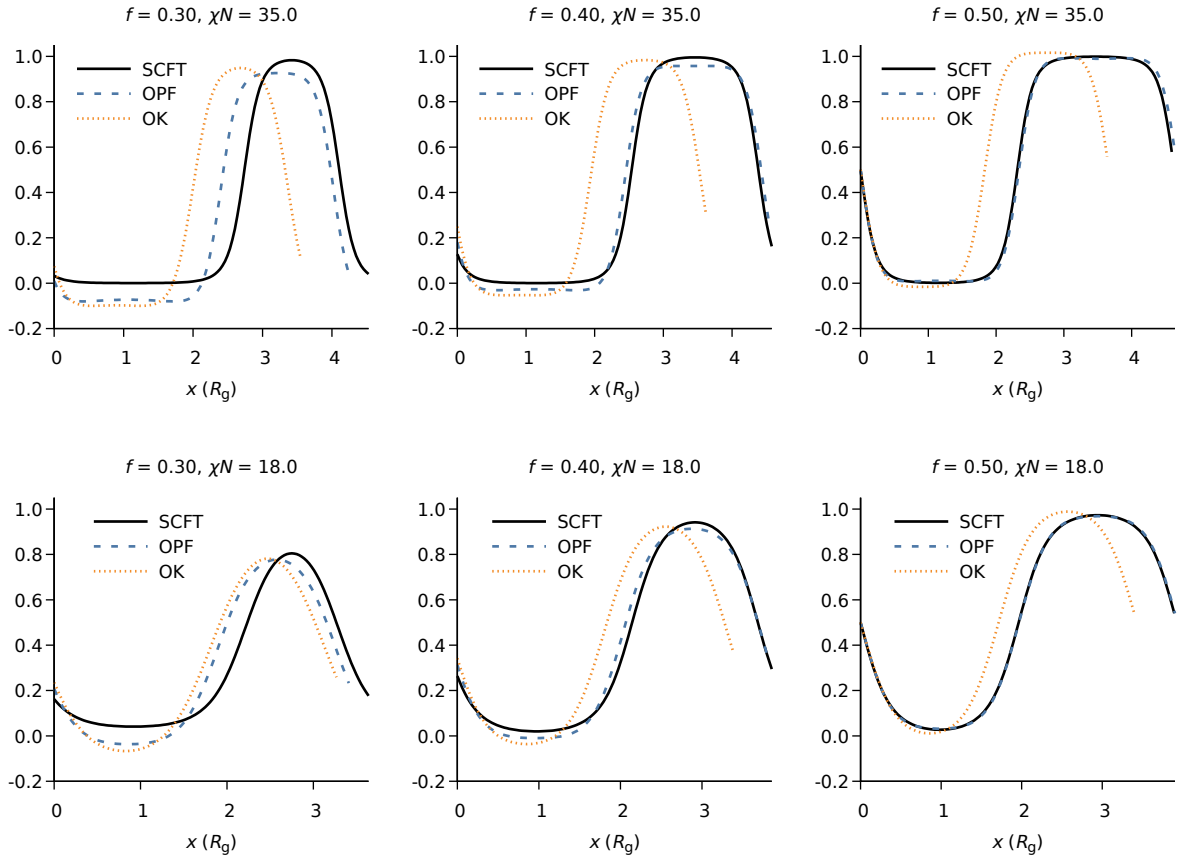 f = 0.30, χN = 35.0
1.0
0.8
0.6
0.4
0.2
0.0
-0.2
SCFT
OPF
OK
0 1 2 3 4
x (Rg)
f = 0.40, χN = 35.0
1.0
0.8
0.6
0.4
0.2
0.0
-0.2
SCFT
OPF
OK
0 1 2 3 4
x (Rg)
f = 0.50, χN = 35.0
1.0
0.8
0.6
0.4
0.2
0.0
-0.2
SCFT
OPF
OK
0 1 2 3 4
x (Rg)
f = 0.30, χN = 18.0
1.0
0.8
0.6
0.4
0.2
0.0
-0.2
SCFT
OPF
OK
0 1 2 3
x (Rg)
f = 0.40, χN = 18.0
1.0
0.8
0.6
0.4
0.2
0.0
-0.2
SCFT
OPF
OK
0 1 2 3
x (Rg)
f = 0.50, χN = 18.0
1.0
0.8
0.6
0.4
0.2
0.0
-0.2
SCFT
OPF
OK
0 1 2 3
x (Rg)